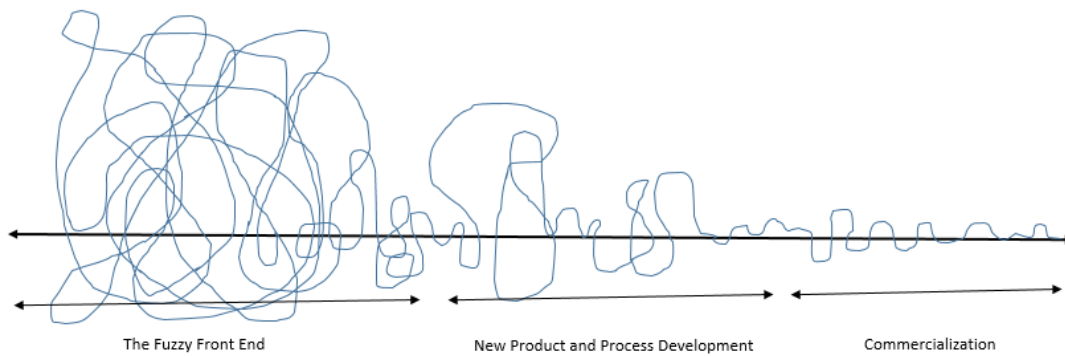 The Fuzzy Front End
New Product and Process Development
Commercialization